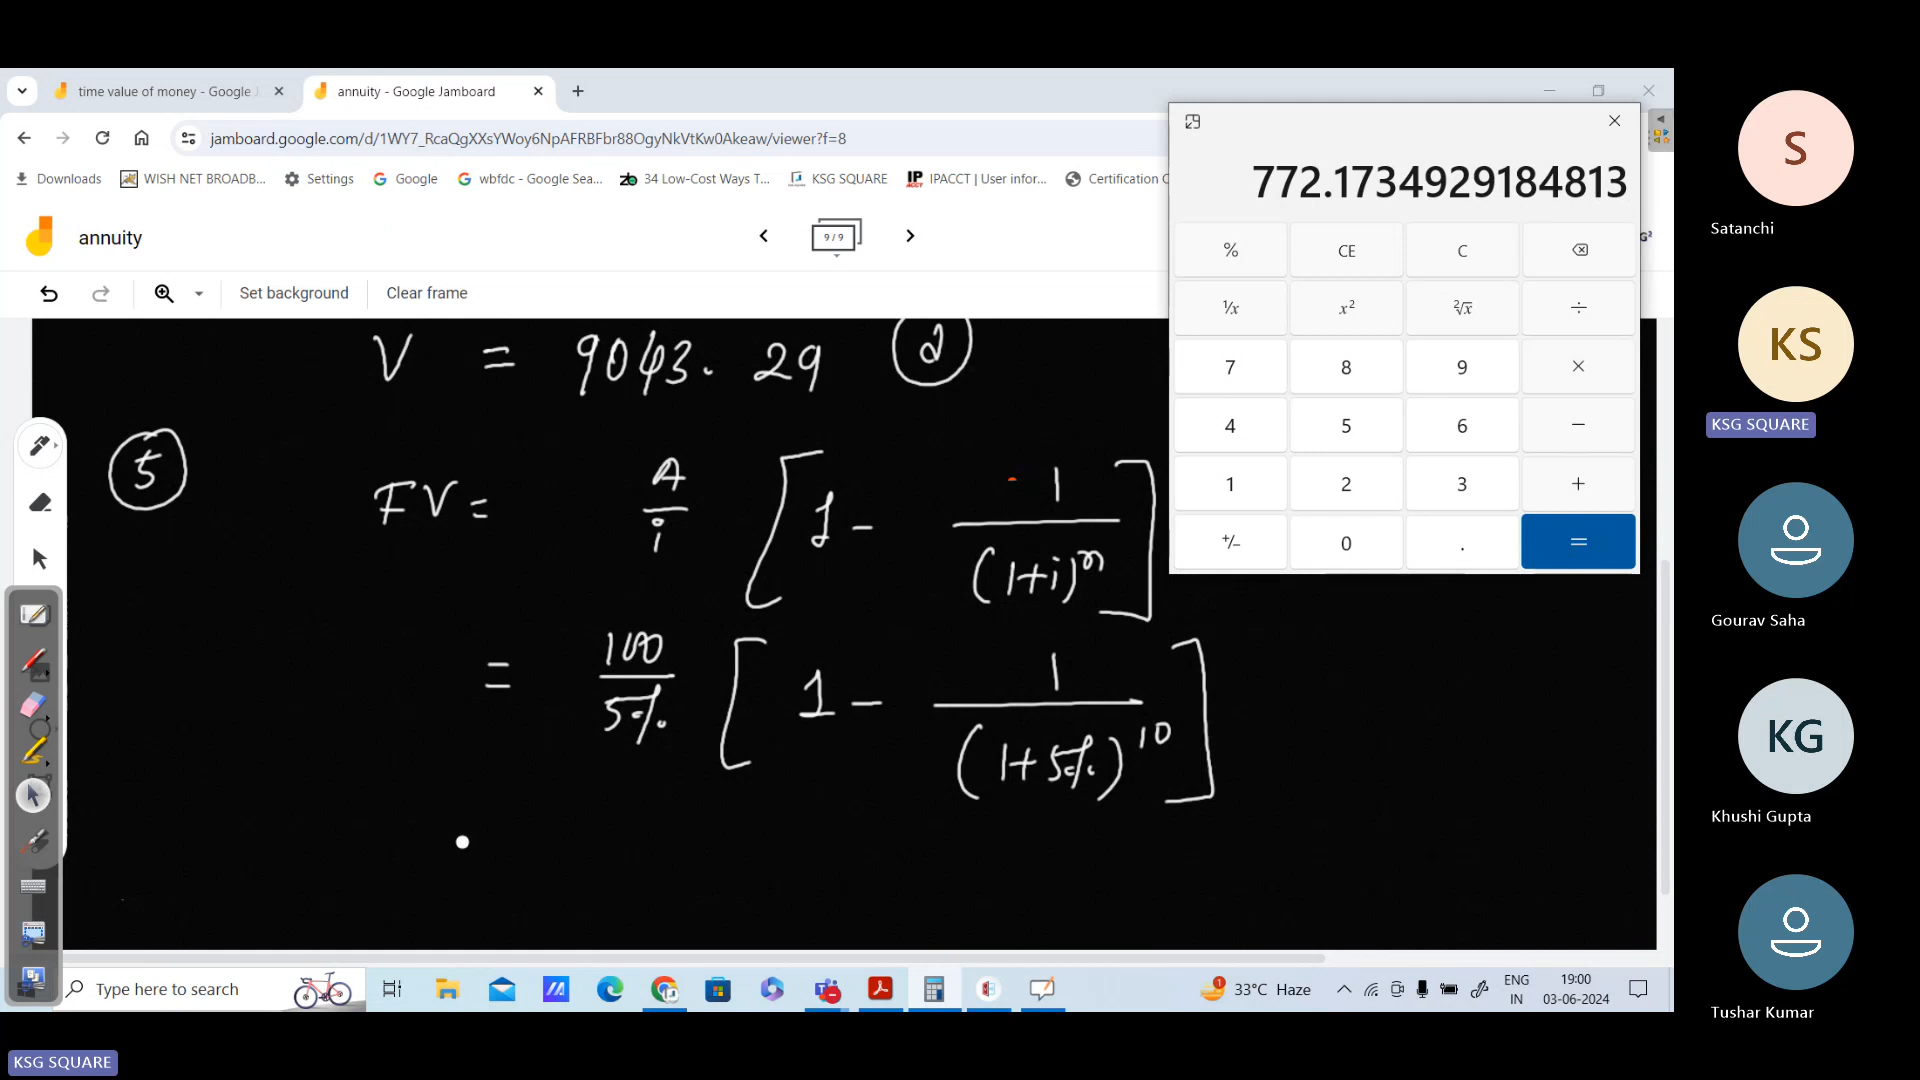 time value of money - Google J
annuity - Google Jamboard
jamboard.google.com/d/1WY7_RcaQgXXsYWoy6NpAFRBFbr88OgyNkVtKw0Akeaw/viewer?f=8
Downloads
WISH NET BROADB...
Settings
Google
wbfdc - Google Sea...
34 Low-Cost Ways T...
KSG SQUARE
IPACCT | User infor...
Certification C
annuity
9 / 9
Set background
Clear frame
772.1734929184813
% CE C
1/x x² ²√x ÷
7 8 9 ×
4 5 6 −
1 2 3 +
+/− 0 . =
V = 9043.29 (2)
(5) FV = A/i [1 - 1/(1+i)^n]
= 100/5% [1 - 1/(1+5%)^10]
Type here to search
33°C Haze
ENG
IN
19:00
03-06-2024
S
Satanchi
KS
KSG SQUARE
Gourav Saha
KG
Khushi Gupta
Tushar Kumar
KSG SQUARE